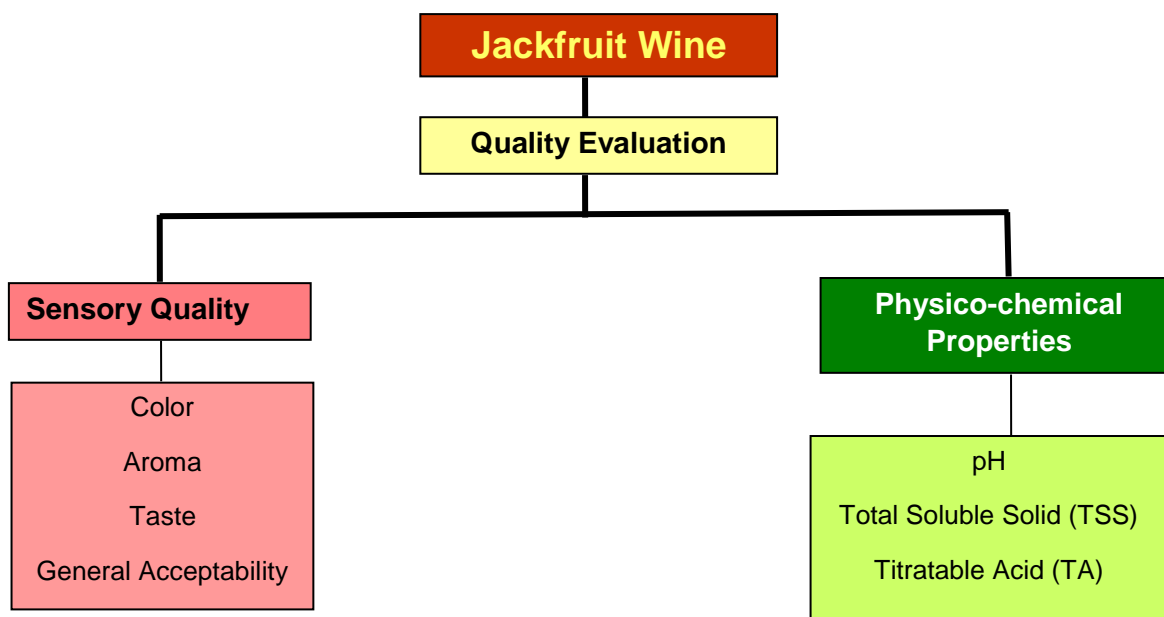 Jackfruit Wine
Quality Evaluation
Sensory Quality
Color
Aroma
Taste
General Acceptability
Physico-chemical
Properties
pH
Total Soluble Solid (TSS)
Titratable Acid (TA)